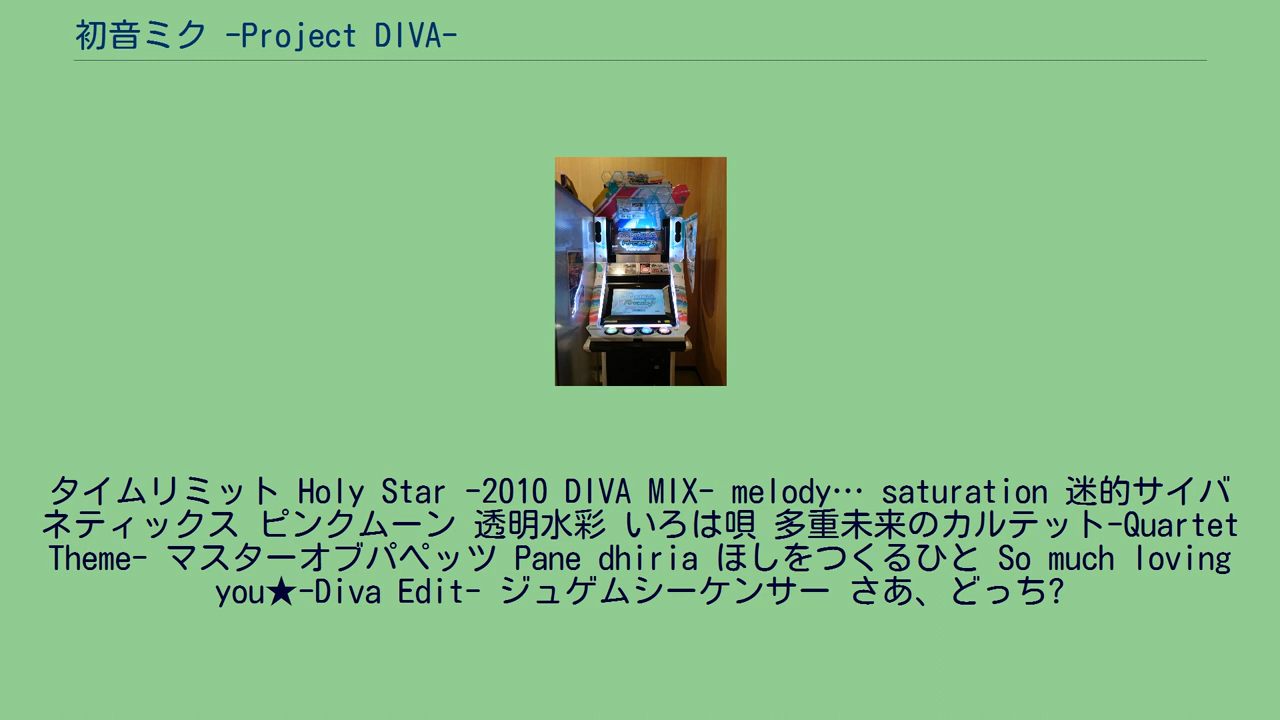 初音ミク -Project DIVA-
タイムリミット Holy Star -2010 DIVA MIX- melody… saturation 迷的サイバ
ネティックス ピンクムーン 透明水彩 いろは唄 多重未来のカルテット-Quartet
Theme- マスターオブパペッツ Pane dhiria ほしをつくるひと So much loving
you★-Diva Edit- ジュゲムシーケンサー さあ、どっち?